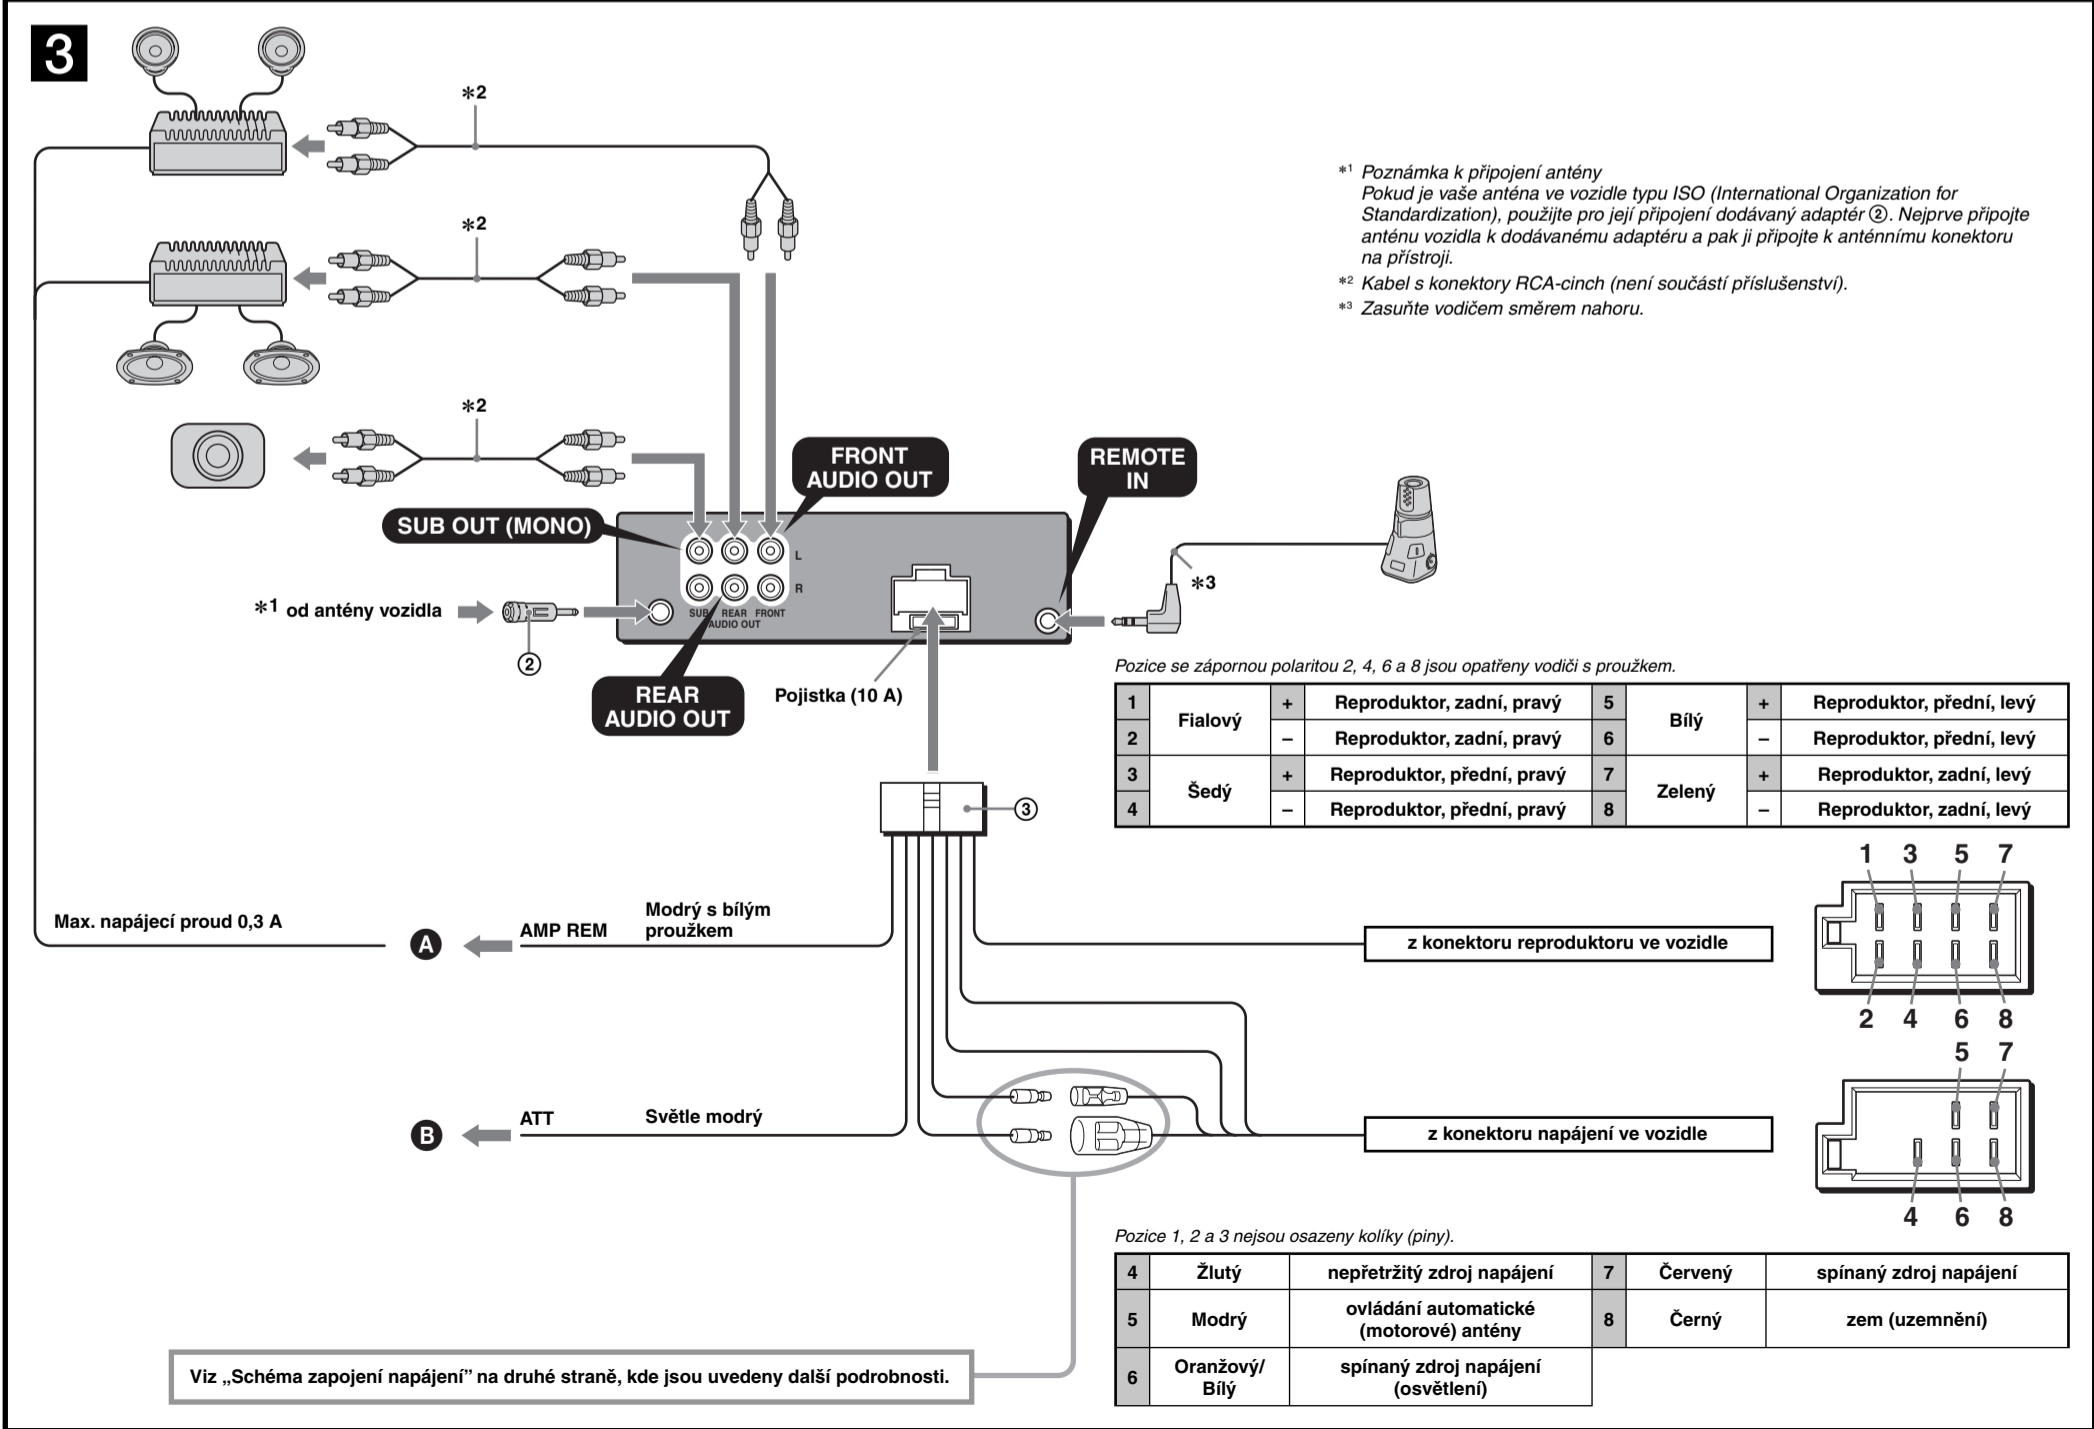 3
*2
*2
*2
*1 Poznámka k připojení antény
Pokud je vaše anténa ve vozidle typu ISO (International Organization for
Standardization), použijte pro její připojení dodávaný adaptér ②. Nejprve připojte
anténu vozidla k dodávanému adaptéru a pak ji připojte k anténnímu konektoru
na přístroji.
*2 Kabel s konektory RCA-cinch (není součástí příslušenství).
*3 Zasuňte vodičem směrem nahoru.
FRONT
AUDIO OUT
REMOTE
IN
SUB OUT (MONO)
L
R
*3
*1 od antény vozidla
SUB REAR FRONT
AUDIO OUT
②
REAR
AUDIO OUT
Pojistka (10 A)
Pozice se zápornou polaritou 2, 4, 6 a 8 jsou opatřeny vodiči s proužkem.
1 Fialový + Reproduktor, zadní, pravý 5 Bílý + Reproduktor, přední, levý
2 – Reproduktor, zadní, pravý 6 – Reproduktor, přední, levý
3 Šedý + Reproduktor, přední, pravý 7 Zelený + Reproduktor, zadní, levý
4 – Reproduktor, přední, pravý 8 – Reproduktor, zadní, levý
③
1 3 5 7
Max. napájecí proud 0,3 A
A
AMP REM
Modrý s bílým
proužkem
z konektoru reproduktoru ve vozidle
2 4 6 8
5 7
B
ATT
Světle modrý
z konektoru napájení ve vozidle
4 6 8
Pozice 1, 2 a 3 nejsou osazeny kolíky (piny).
4 Žlutý nepřetržitý zdroj napájení 7 Červený spínaný zdroj napájení
5 Modrý ovládání automatické
(motorové) antény 8 Černý zem (uzemnění)
6 Oranžový/
Bílý spínaný zdroj napájení
(osvětlení)
Viz „Schéma zapojení napájení” na druhé straně, kde jsou uvedeny další podrobnosti.